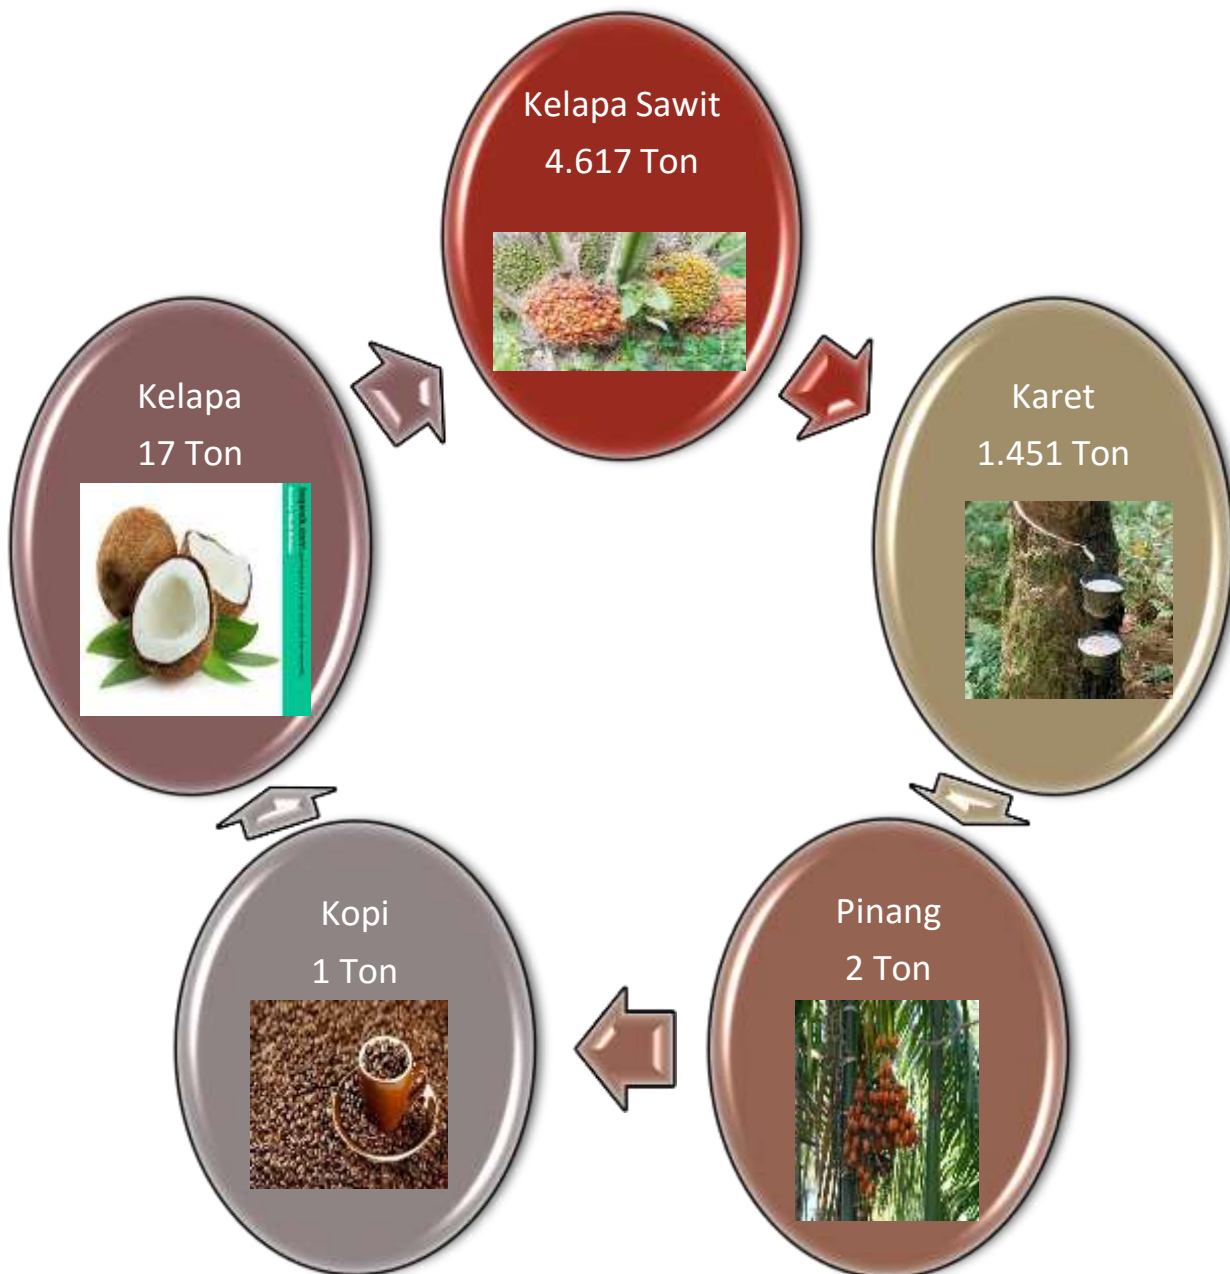 Kelapa Sawit
4.617 Ton
Karet
1.451 Ton
Pinang
2 Ton
Kopi
1 Ton
Kelapa
17 Ton